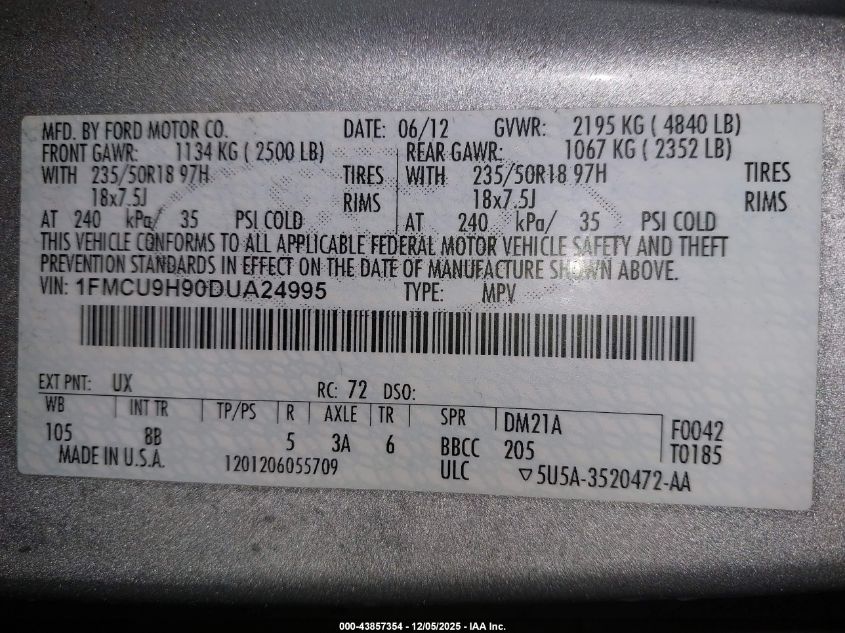 MFD. BY FORD MOTOR CO. DATE: 06/12 GVWR: 2195 KG ( 4840 LB)
FRONT GAWR: 1134 KG ( 2500 LB) REAR GAWR: 1067 KG ( 2352 LB)
WITH 235/50R18 97H TIRES WITH 235/50R18 97H TIRES
18x7.5J RIMS 18x7.5J RIMS
AT 240 kPa/ 35 PSI COLD AT 240 kPa/ 35 PSI COLD
THIS VEHICLE CONFORMS TO ALL APPLICABLE FEDERAL MOTOR VEHICLE SAFETY AND THEFT
PREVENTION STANDARDS IN EFFECT ON THE DATE OF MANUFACTURE SHOWN ABOVE.
VIN: 1FMCU9H90DUA24995 TYPE: MPV
EXT PNT: UX RC: 72 DSO:
WB INT TR TP/PS R AXLE TR SPR DM21A F0042
105 8B 5 3A 6 BBCC 205 T0185
MADE IN U.S.A. 1201206055709 ULC ▽5U5A-3520472-AA
000-43857354 - 12/05/2025 - IAA Inc.